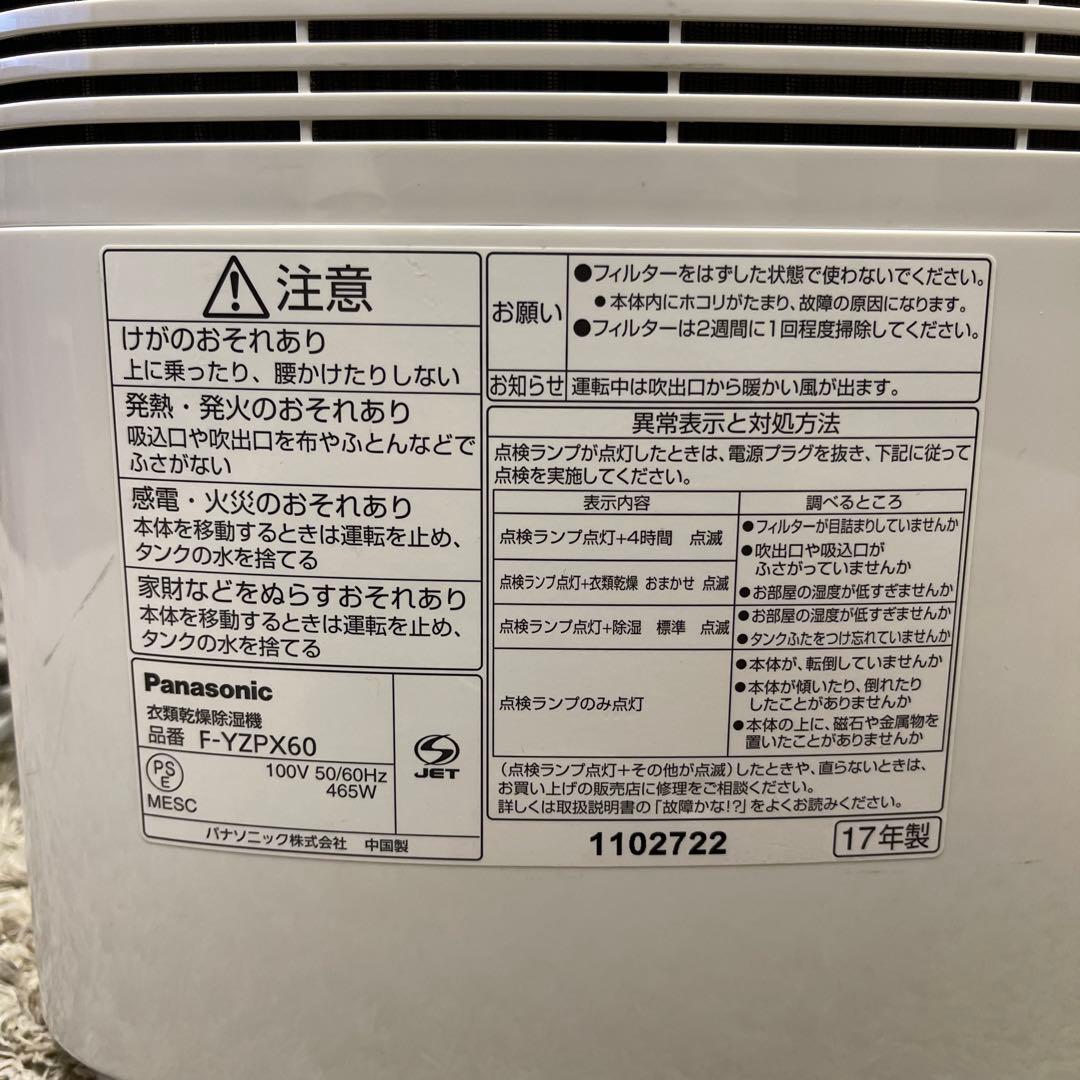 注意
けがのおそれあり
上に乗ったり、腰かけたりしない
発熱・発火のおそれあり
吸込口や吹出口を布やふとんなどで
ふさがない
感電・火災のおそれあり
本体を移動するときは運転を止め、
タンクの水を捨てる
家財などをぬらすおそれあり
本体を移動するときは運転を止め、
タンクの水を捨てる
Panasonic
衣類乾燥除湿機
品番 F-YZPX60
PSE
MESC
100V 50/60Hz
465W
JET
パナソニック株式会社 中国製
お願い
●フィルターをはずした状態で使わないでください。
●本体内にホコリがたまり、故障の原因になります。
●フィルターは2週間に1回程度掃除してください。
お知らせ 運転中は吹出口から暖かい風が出ます。
異常表示と対処方法
点検ランプが点灯したときは、電源プラグを抜き、下記に従って
点検を実施してください。
表示内容 調べるところ
点検ランプ点灯+4時間 点滅
点検ランプ点灯+衣類乾燥 おまかせ 点滅
●フィルターが目詰まりしていませんか
●吹出口や吸込口が
ふさがっていませんか
●お部屋の湿度が低すぎませんか
点検ランプ点灯+除湿 標準 点滅
●お部屋の湿度が低すぎませんか
●タンクふたをつけ忘れていませんか
点検ランプのみ点灯
●本体が、転倒していませんか
●本体が傾いたり、倒れたり
したことがありませんか
●本体の上に、磁石や金属物を
置いたことがありませんか
(点検ランプ点灯+その他が点滅)したときや、直らないときは、
お買い上げの販売店に修理をご相談ください。
詳しくは取扱説明書の「故障かな!?」をよくお読みください。
1102722
17年製